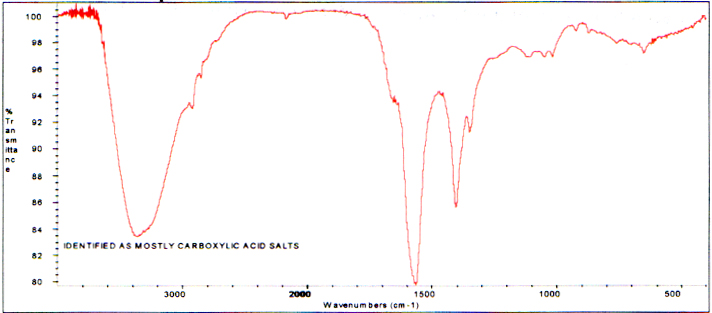 100
98
96
94
92
90
88
86
84
82
80
%
Tr
an
sm
itta
nc
e
IDENTIFIED AS MOSTLY CARBOXYLIC ACID SALTS
3000 2000 1500 1000 500
Wavenumbers (cm-1)